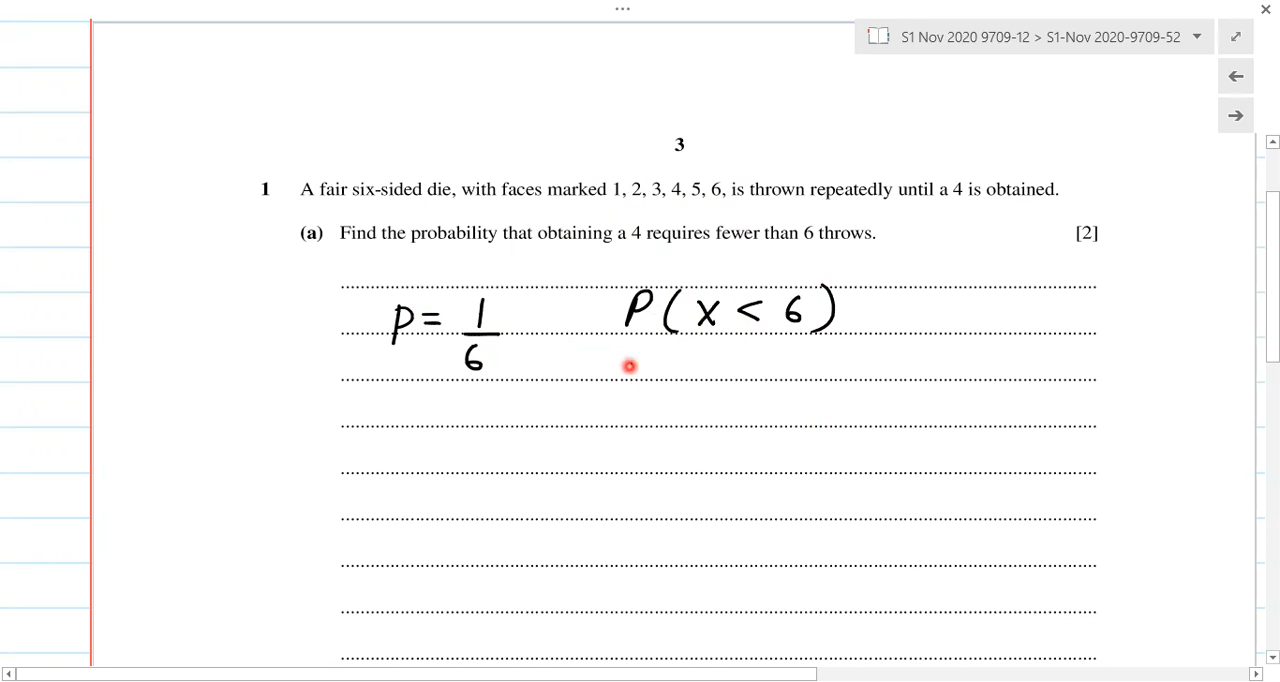 S1 Nov 2020 9709-12 > S1-Nov 2020-9709-52
3
1 A fair six-sided die, with faces marked 1, 2, 3, 4, 5, 6, is thrown repeatedly until a 4 is obtained.
(a) Find the probability that obtaining a 4 requires fewer than 6 throws. [2]
p = 1/6 P(X < 6)